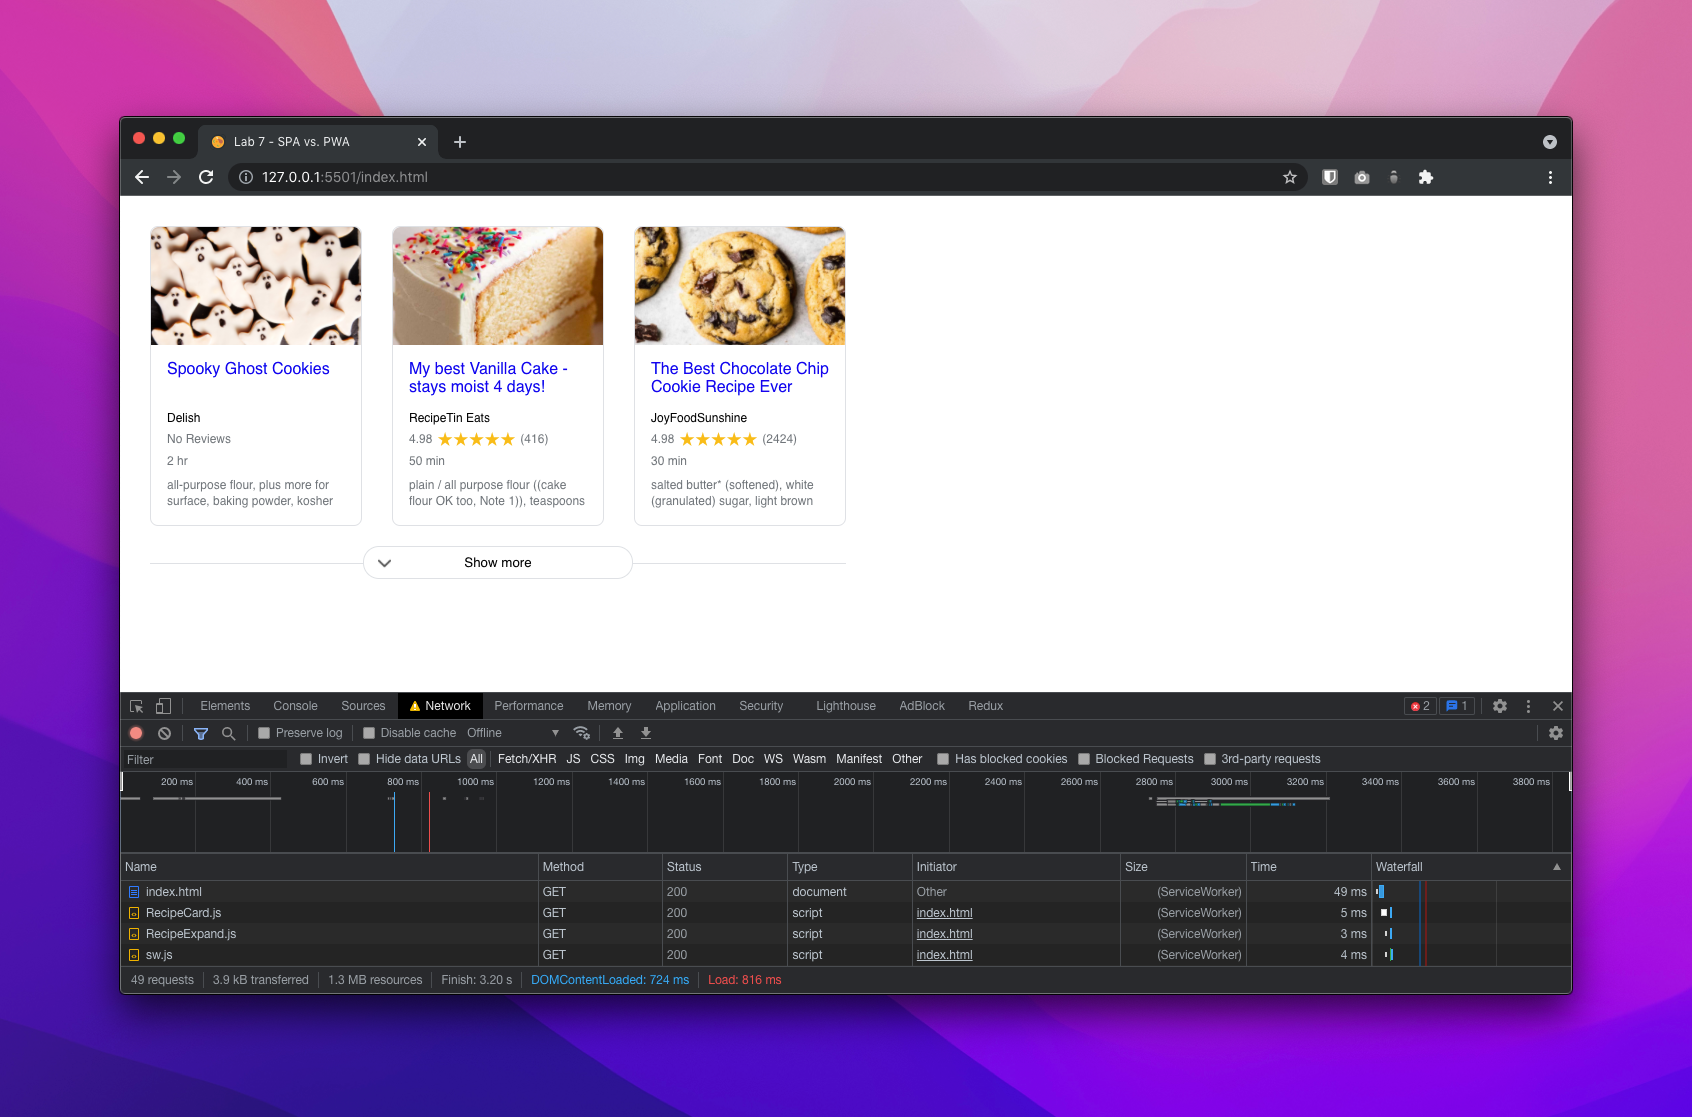 Lab 7 - SPA vs. PWA
127.0.0.1:5501/index.html
Spooky Ghost Cookies
Delish
No Reviews
2 hr
all-purpose flour, plus more for
surface, baking powder, kosher
My best Vanilla Cake -
stays moist 4 days!
RecipeTin Eats
4.98 ★★★★★ (416)
50 min
plain / all purpose flour ((cake
flour OK too, Note 1)), teaspoons
The Best Chocolate Chip
Cookie Recipe Ever
JoyFoodSunshine
4.98 ★★★★★ (2424)
30 min
salted butter* (softened), white
(granulated) sugar, light brown
Show more
Elements Console Sources Network Performance Memory Application Security Lighthouse AdBlock Redux 2 1
Preserve log Disable cache Offline
Filter Invert Hide data URLs All Fetch/XHR JS CSS Img Media Font Doc WS Wasm Manifest Other Has blocked cookies Blocked Requests 3rd-party requests
200 ms 400 ms 600 ms 800 ms 1000 ms 1200 ms 1400 ms 1600 ms 1800 ms 2000 ms 2200 ms 2400 ms 2600 ms 2800 ms 3000 ms 3200 ms 3400 ms 3600 ms 3800 ms
Name Method Status Type Initiator Size Time Waterfall
index.html GET 200 document Other (ServiceWorker) 49 ms
RecipeCard.js GET 200 script index.html (ServiceWorker) 5 ms
RecipeExpand.js GET 200 script index.html (ServiceWorker) 3 ms
sw.js GET 200 script index.html (ServiceWorker) 4 ms
49 requests 3.9 kB transferred 1.3 MB resources Finish: 3.20 s DOMContentLoaded: 724 ms Load: 816 ms